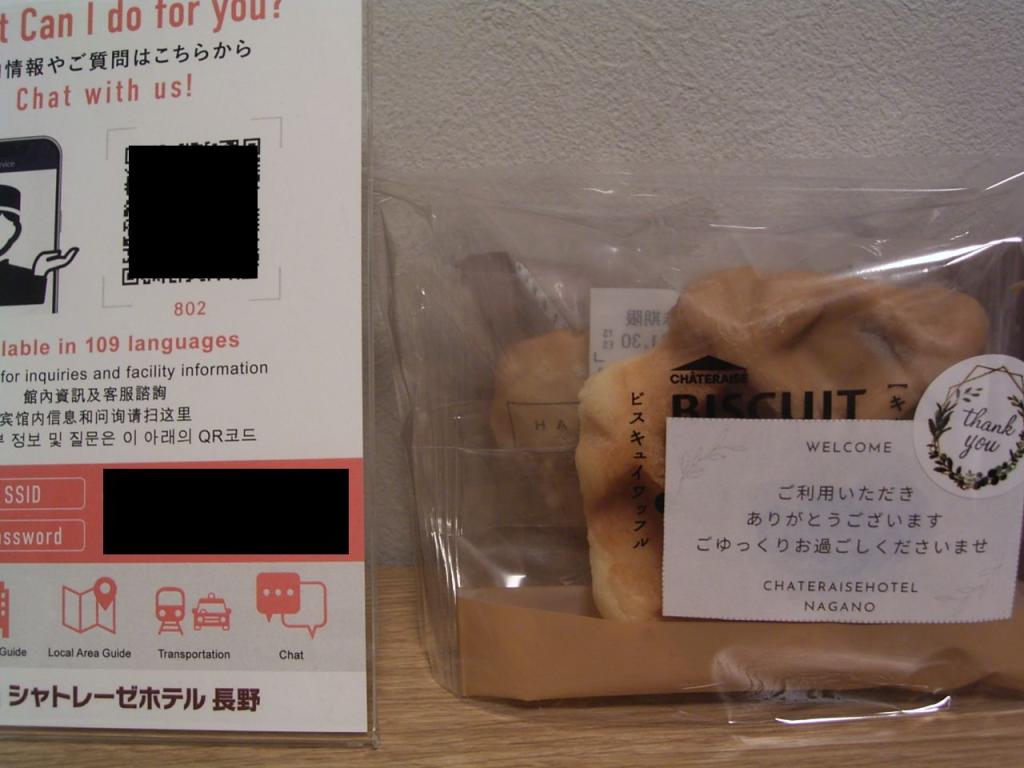 t Can I do for you?
情報やご質問はこちらから
Chat with us!
802
lable in 109 languages
for inquiries and facility information
館內資訊及客服諮詢
宾馆内信息和问询请扫这里
정보 및 질문은 이 아래의 QR코드
SSID
assword
Guide
Local Area Guide
Transportation
Chat
シャトレーゼホテル 長野
期限
CHÂTERAISE
BISCUIT
ビスキュイワッフル
HA
WELCOME
ご利用いただき
ありがとうございます
ごゆっくりお過ごしくださいませ
CHATERAISEHOTEL
NAGANO
thank
you